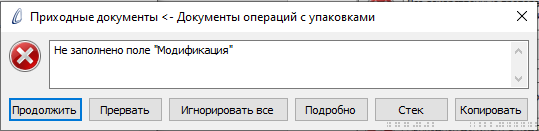 Приходные документы <- Документы операций с упаковками
Не заполнено поле "Модификация"
Продолжить Прервать Игнорировать все Подробно Стек Копировать